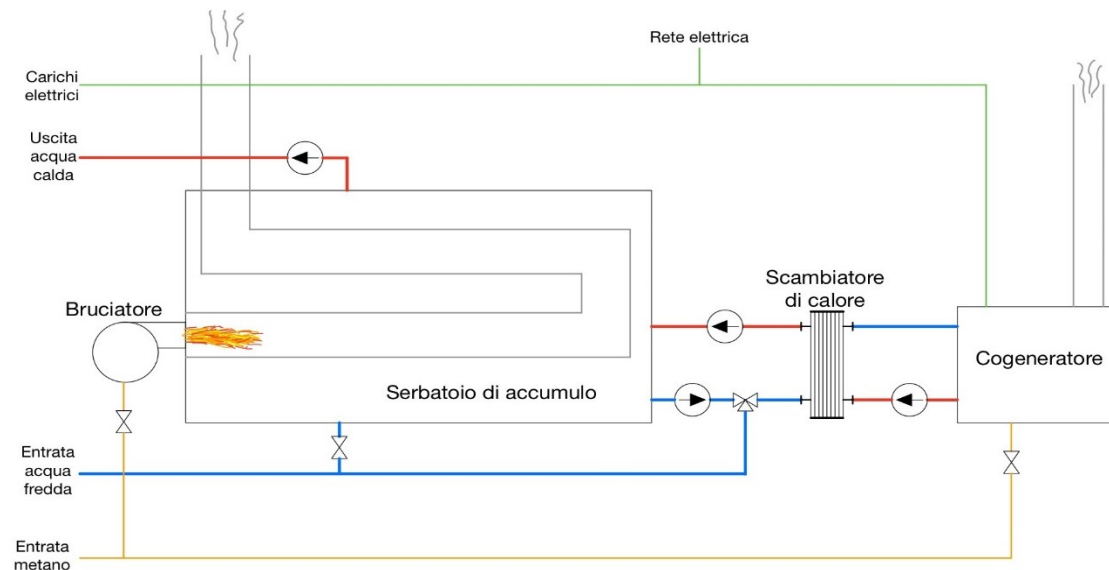 Rete elettrica
Carichi
elettrici
Uscita
acqua
calda
Scambiatore
di calore
Bruciatore
Cogeneratore
Serbatoio di accumulo
Entrata
acqua
fredda
Entrata
metano